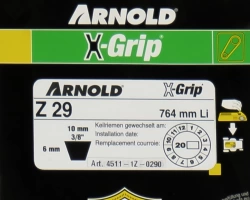 ARNOLD
X-Grip
ARNOLD X-Grip
Z 29 764 mm Li
10 mm
3/8"
6 mm
Keilriemen gewechselt am:
Installation date:
Remplacement courroie:
20
Art. 4511-1Z-0290